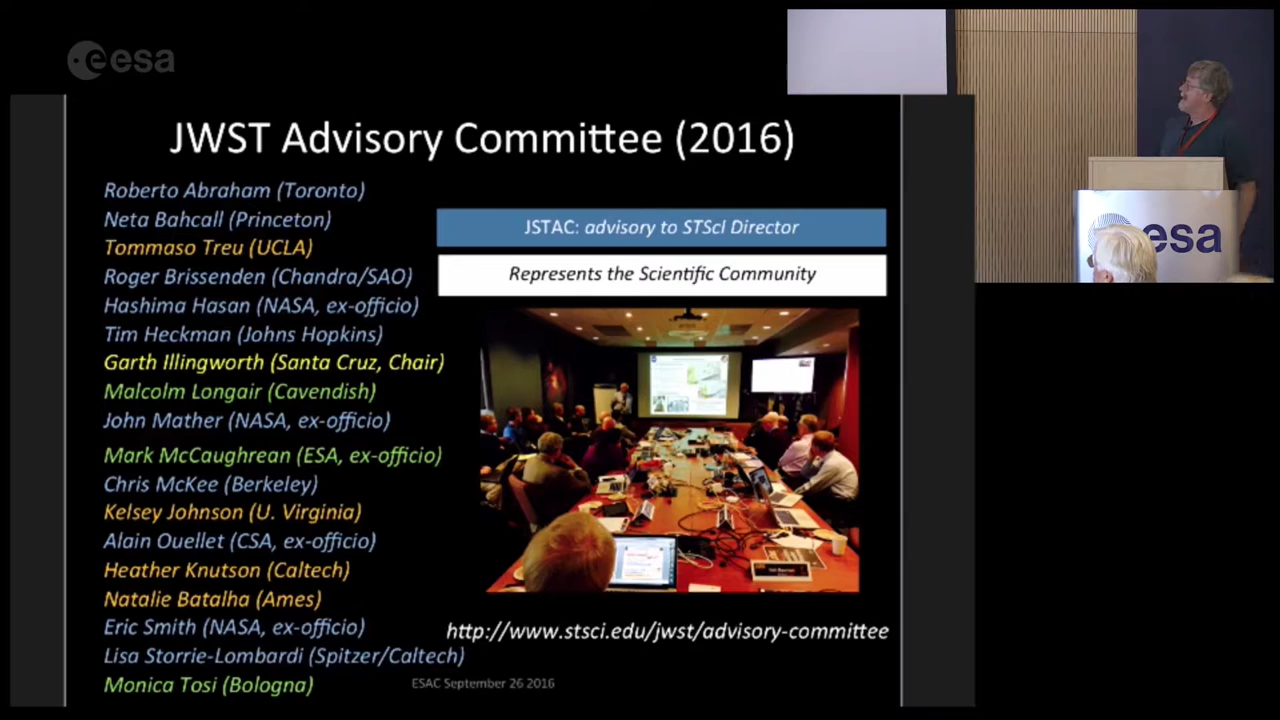 esa
JWST Advisory Committee (2016)
Roberto Abraham (Toronto)
Neta Bahcall (Princeton)
Tommaso Treu (UCLA)
Roger Brissenden (Chandra/SAO)
Hashima Hasan (NASA, ex-officio)
Tim Heckman (Johns Hopkins)
Garth Illingworth (Santa Cruz, Chair)
Malcolm Longair (Cavendish)
John Mather (NASA, ex-officio)
Mark McCaughrean (ESA, ex-officio)
Chris McKee (Berkeley)
Kelsey Johnson (U. Virginia)
Alain Ouellet (CSA, ex-officio)
Heather Knutson (Caltech)
Natalie Batalha (Ames)
Eric Smith (NASA, ex-officio)
Lisa Storrie-Lombardi (Spitzer/Caltech)
Monica Tosi (Bologna)
JSTAC: advisory to STScI Director
Represents the Scientific Community
http://www.stsci.edu/jwst/advisory-committee
ESAC September 26 2016
esa